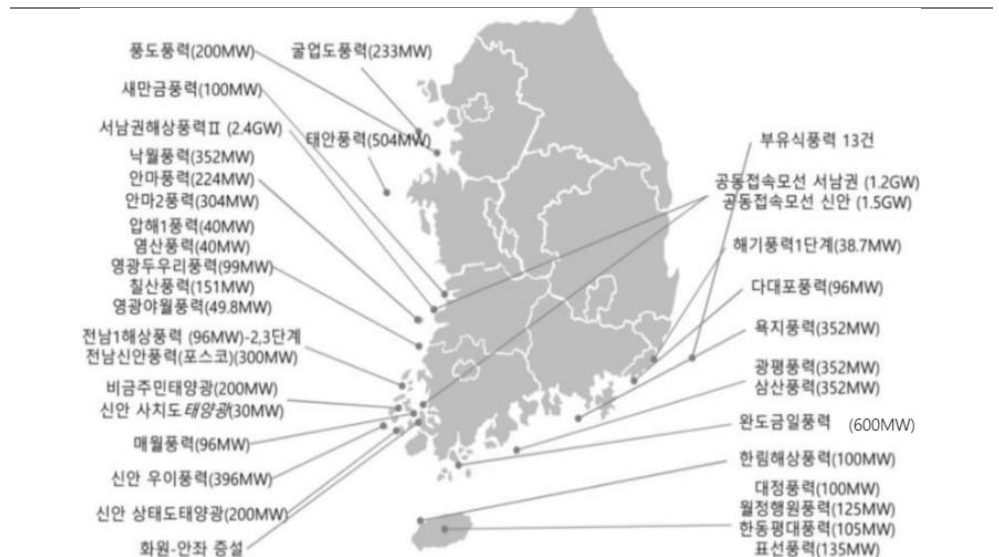 풍도풍력(200MW)
굴업도풍력(233MW)
새만금풍력(100MW)
서남권해상풍력Ⅱ (2.4GW)
태안풍력(504MW)
낙월풍력(352MW)
안마풍력(224MW)
안마2풍력(304MW)
압해1풍력(40MW)
염산풍력(40MW)
영광두우리풍력(99MW)
칠산풍력(151MW)
영광야월풍력(49.8MW)
전남1해상풍력 (96MW)-2,3단계
전남신안풍력(포스코)300MW)
비금주민태양광(200MW)
신안 사치도태양광(30MW)
매월풍력(96MW)
신안 우이풍력(396MW)
신안 상태도태양광(200MW)
화원-안좌 증설
부유식풍력 13건
공동접속모선 서남권 (1.2GW)
공동접속모선 신안 (1.5GW)
해기풍력1단계(38.7MW)
다대포풍력(96MW)
욕지풍력(352MW)
광평풍력(352MW)
삼산풍력(352MW)
완도금일풍력 (600MW)
한림해상풍력(100MW)
대정풍력(100MW)
월정행원풍력(125MW)
한동평대풍력(105MW)
표선풍력(135MW)